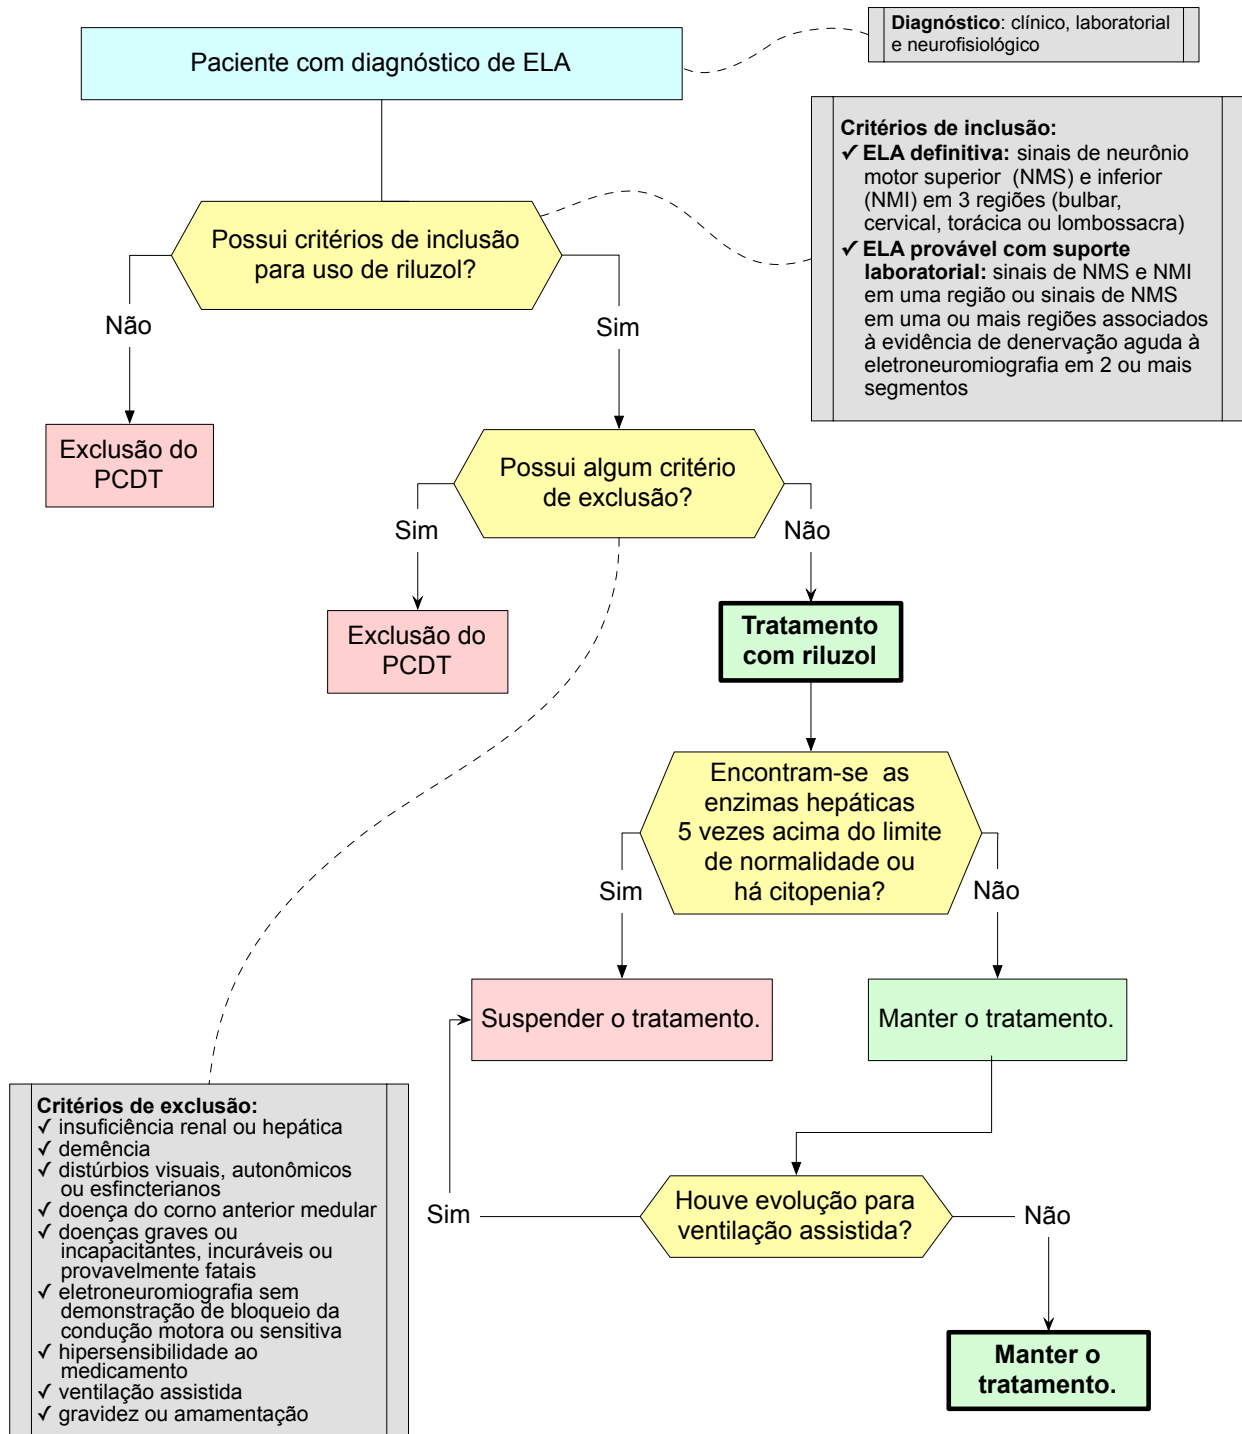 Diagnóstico: clínico, laboratorial
e neurofisiológico
Paciente com diagnóstico de ELA
Critérios de inclusão:
✓ ELA definitiva: sinais de neurônio
motor superior (NMS) e inferior
(NMI) em 3 regiões (bulbar,
cervical, torácica ou lombossacra)
✓ ELA provável com suporte
laboratorial: sinais de NMS e NMI
em uma região ou sinais de NMS
em uma ou mais regiões associados
à evidência de denervação aguda à
eletroneuromiografia em 2 ou mais
segmentos
Possui critérios de inclusão
para uso de riluzol?
Não
Sim
Exclusão do
PCDT
Possui algum critério
de exclusão?
Sim
Não
Exclusão do
PCDT
Tratamento
com riluzol
Encontram-se as
enzimas hepáticas
5 vezes acima do limite
de normalidade ou
há citopenia?
Sim
Não
Suspender o tratamento.
Manter o tratamento.
Critérios de exclusão:
✓ insuficiência renal ou hepática
✓ demência
✓ distúrbios visuais, autonômicos
ou esfincterianos
✓ doença do corno anterior medular
✓ doenças graves ou
incapacitantes, incuráveis ou
provavelmente fatais
✓ eletroneuromiografia sem
demonstração de bloqueio da
condução motora ou sensitiva
✓ hipersensibilidade ao
medicamento
✓ ventilação assistida
✓ gravidez ou amamentação
Houve evolução para
ventilação assistida?
Sim
Não
Manter o
tratamento.